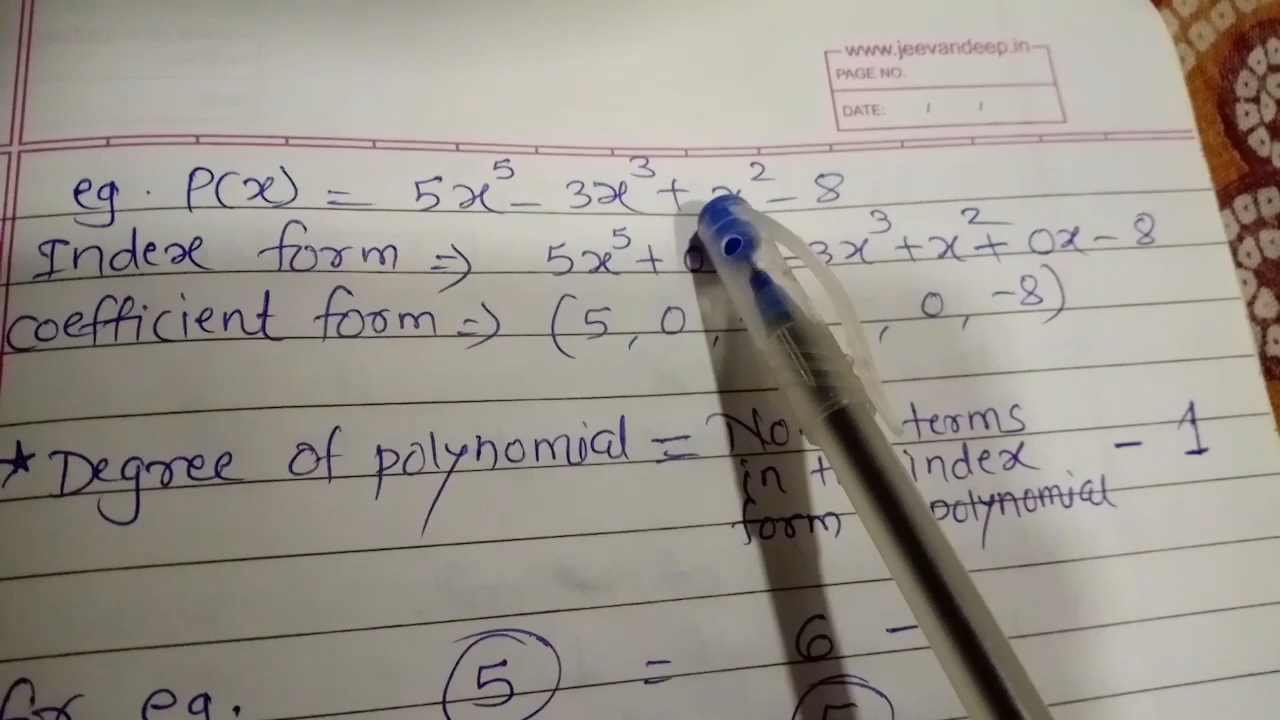 www.jeevandeep.in
PAGE NO.
DATE: / /
eg. P(x) = 5x⁵ - 3x³ + x² - 8
Index form ⇒ 5x⁵ + 0 - 3x³ + x² + 0x - 8
coefficient form ⇒ (5, 0, , 0, -8)
* Degree of polynomial = No. terms
in index - 1
form polynomial
for eg. 5 = 6 -